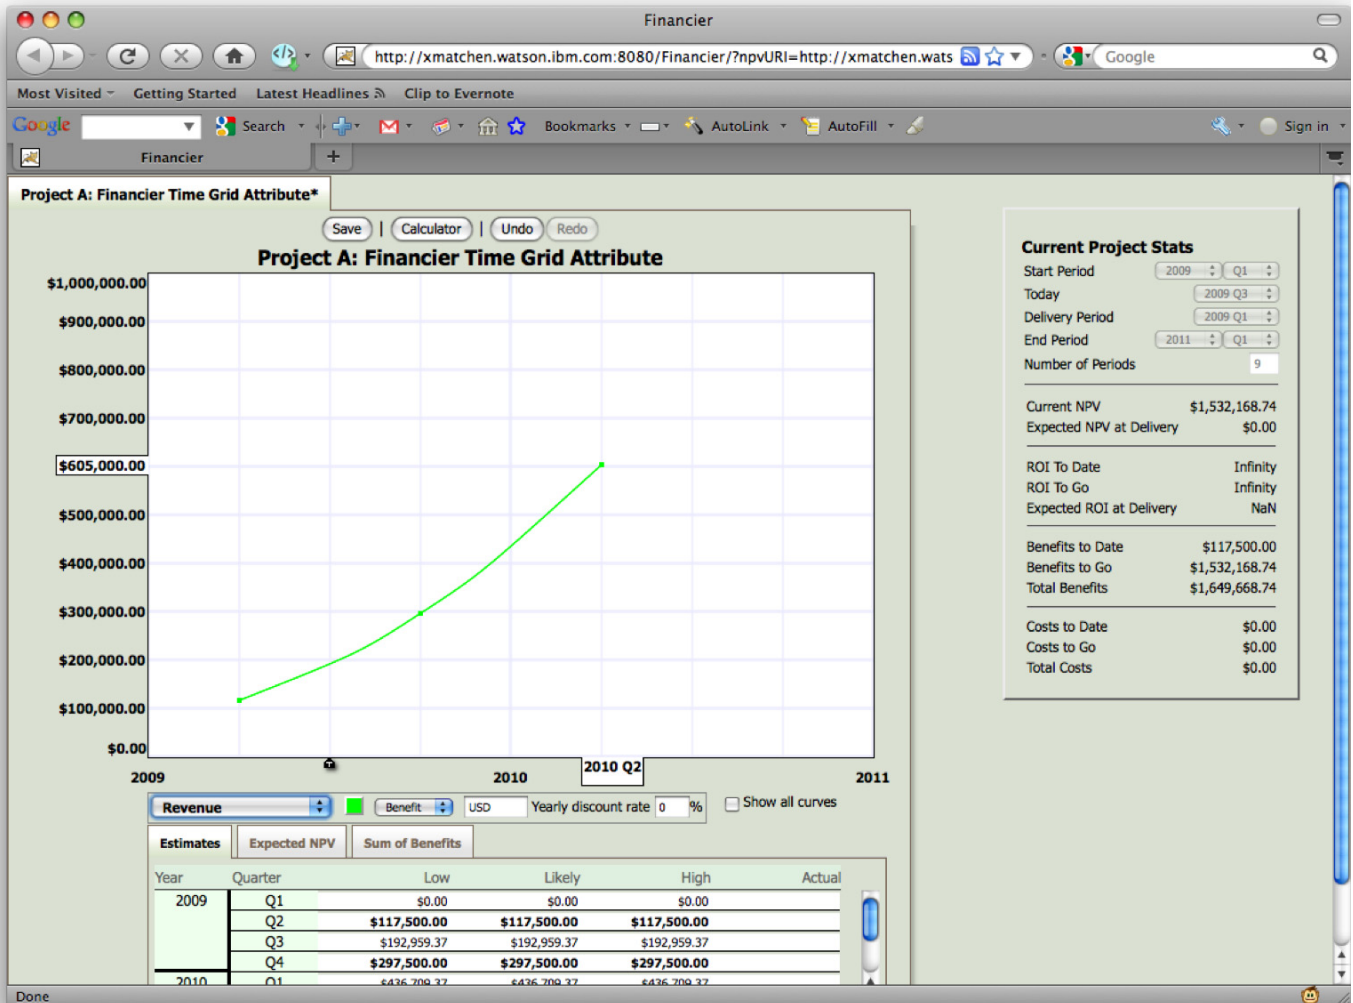 Financier
http://xmatchen.watson.ibm.com:8080/Financier/?npvURI=http://xmatchen.wats
Google
Most Visited Getting Started Latest Headlines Clip to Evernote
Google Search Bookmarks AutoLink AutoFill Sign in
Financier +
Project A: Financier Time Grid Attribute*
Save | Calculator | Undo Redo
Project A: Financier Time Grid Attribute
$1,000,000.00
$900,000.00
$800,000.00
$700,000.00
$605,000.00
$500,000.00
$400,000.00
$300,000.00
$200,000.00
$100,000.00
$0.00
2009 2010 2010 Q2 2011
Revenue Benefit USD Yearly discount rate 0 % Show all curves
Estimates Expected NPV Sum of Benefits
Year Quarter Low Likely High Actual
2009 Q1 $0.00 $0.00 $0.00
Q2 $117,500.00 $117,500.00 $117,500.00
Q3 $192,959.37 $192,959.37 $192,959.37
Q4 $297,500.00 $297,500.00 $297,500.00
2010 Q1 $436,709.37 $436,709.37 $436,709.37
Current Project Stats
Start Period 2009 Q1
Today 2009 Q3
Delivery Period 2009 Q1
End Period 2011 Q1
Number of Periods 9
Current NPV $1,532,168.74
Expected NPV at Delivery $0.00
ROI To Date Infinity
ROI To Go Infinity
Expected ROI at Delivery NaN
Benefits to Date $117,500.00
Benefits to Go $1,532,168.74
Total Benefits $1,649,668.74
Costs to Date $0.00
Costs to Go $0.00
Total Costs $0.00
Done